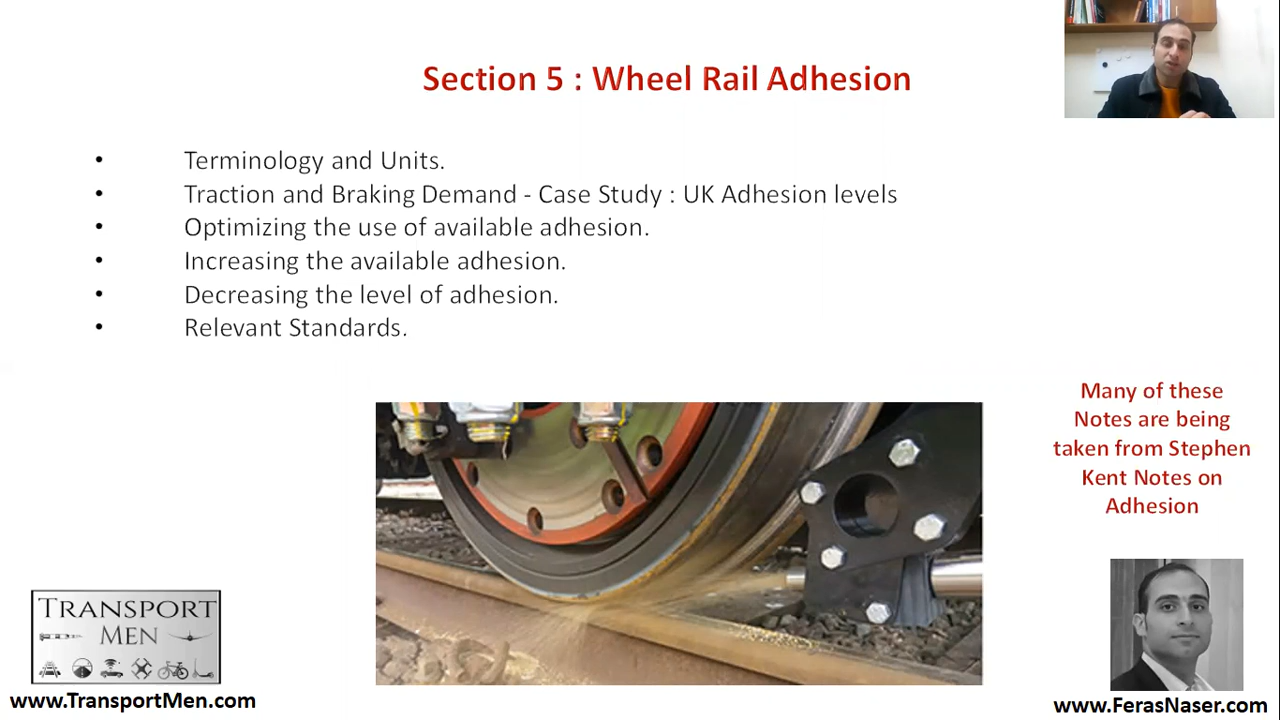 Section 5 : Wheel Rail Adhesion
• Terminology and Units.
• Traction and Braking Demand - Case Study : UK Adhesion levels
• Optimizing the use of available adhesion.
• Increasing the available adhesion.
• Decreasing the level of adhesion.
• Relevant Standards.
Many of these
Notes are being
taken from Stephen
Kent Notes on
Adhesion
TRANSPORT
MEN
www.TransportMen.com
www.FerasNaser.com